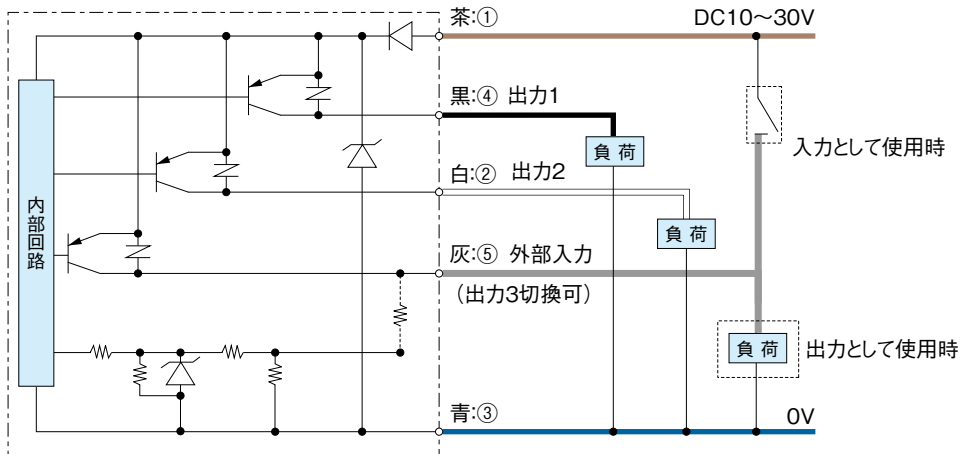 茶:① DC10～30V
黒:④ 出力1
負 荷
入力として使用時
白:② 出力2
負 荷
内部回路
灰:⑤ 外部入力
(出力3切換可)
負 荷
出力として使用時
青:③ 0V